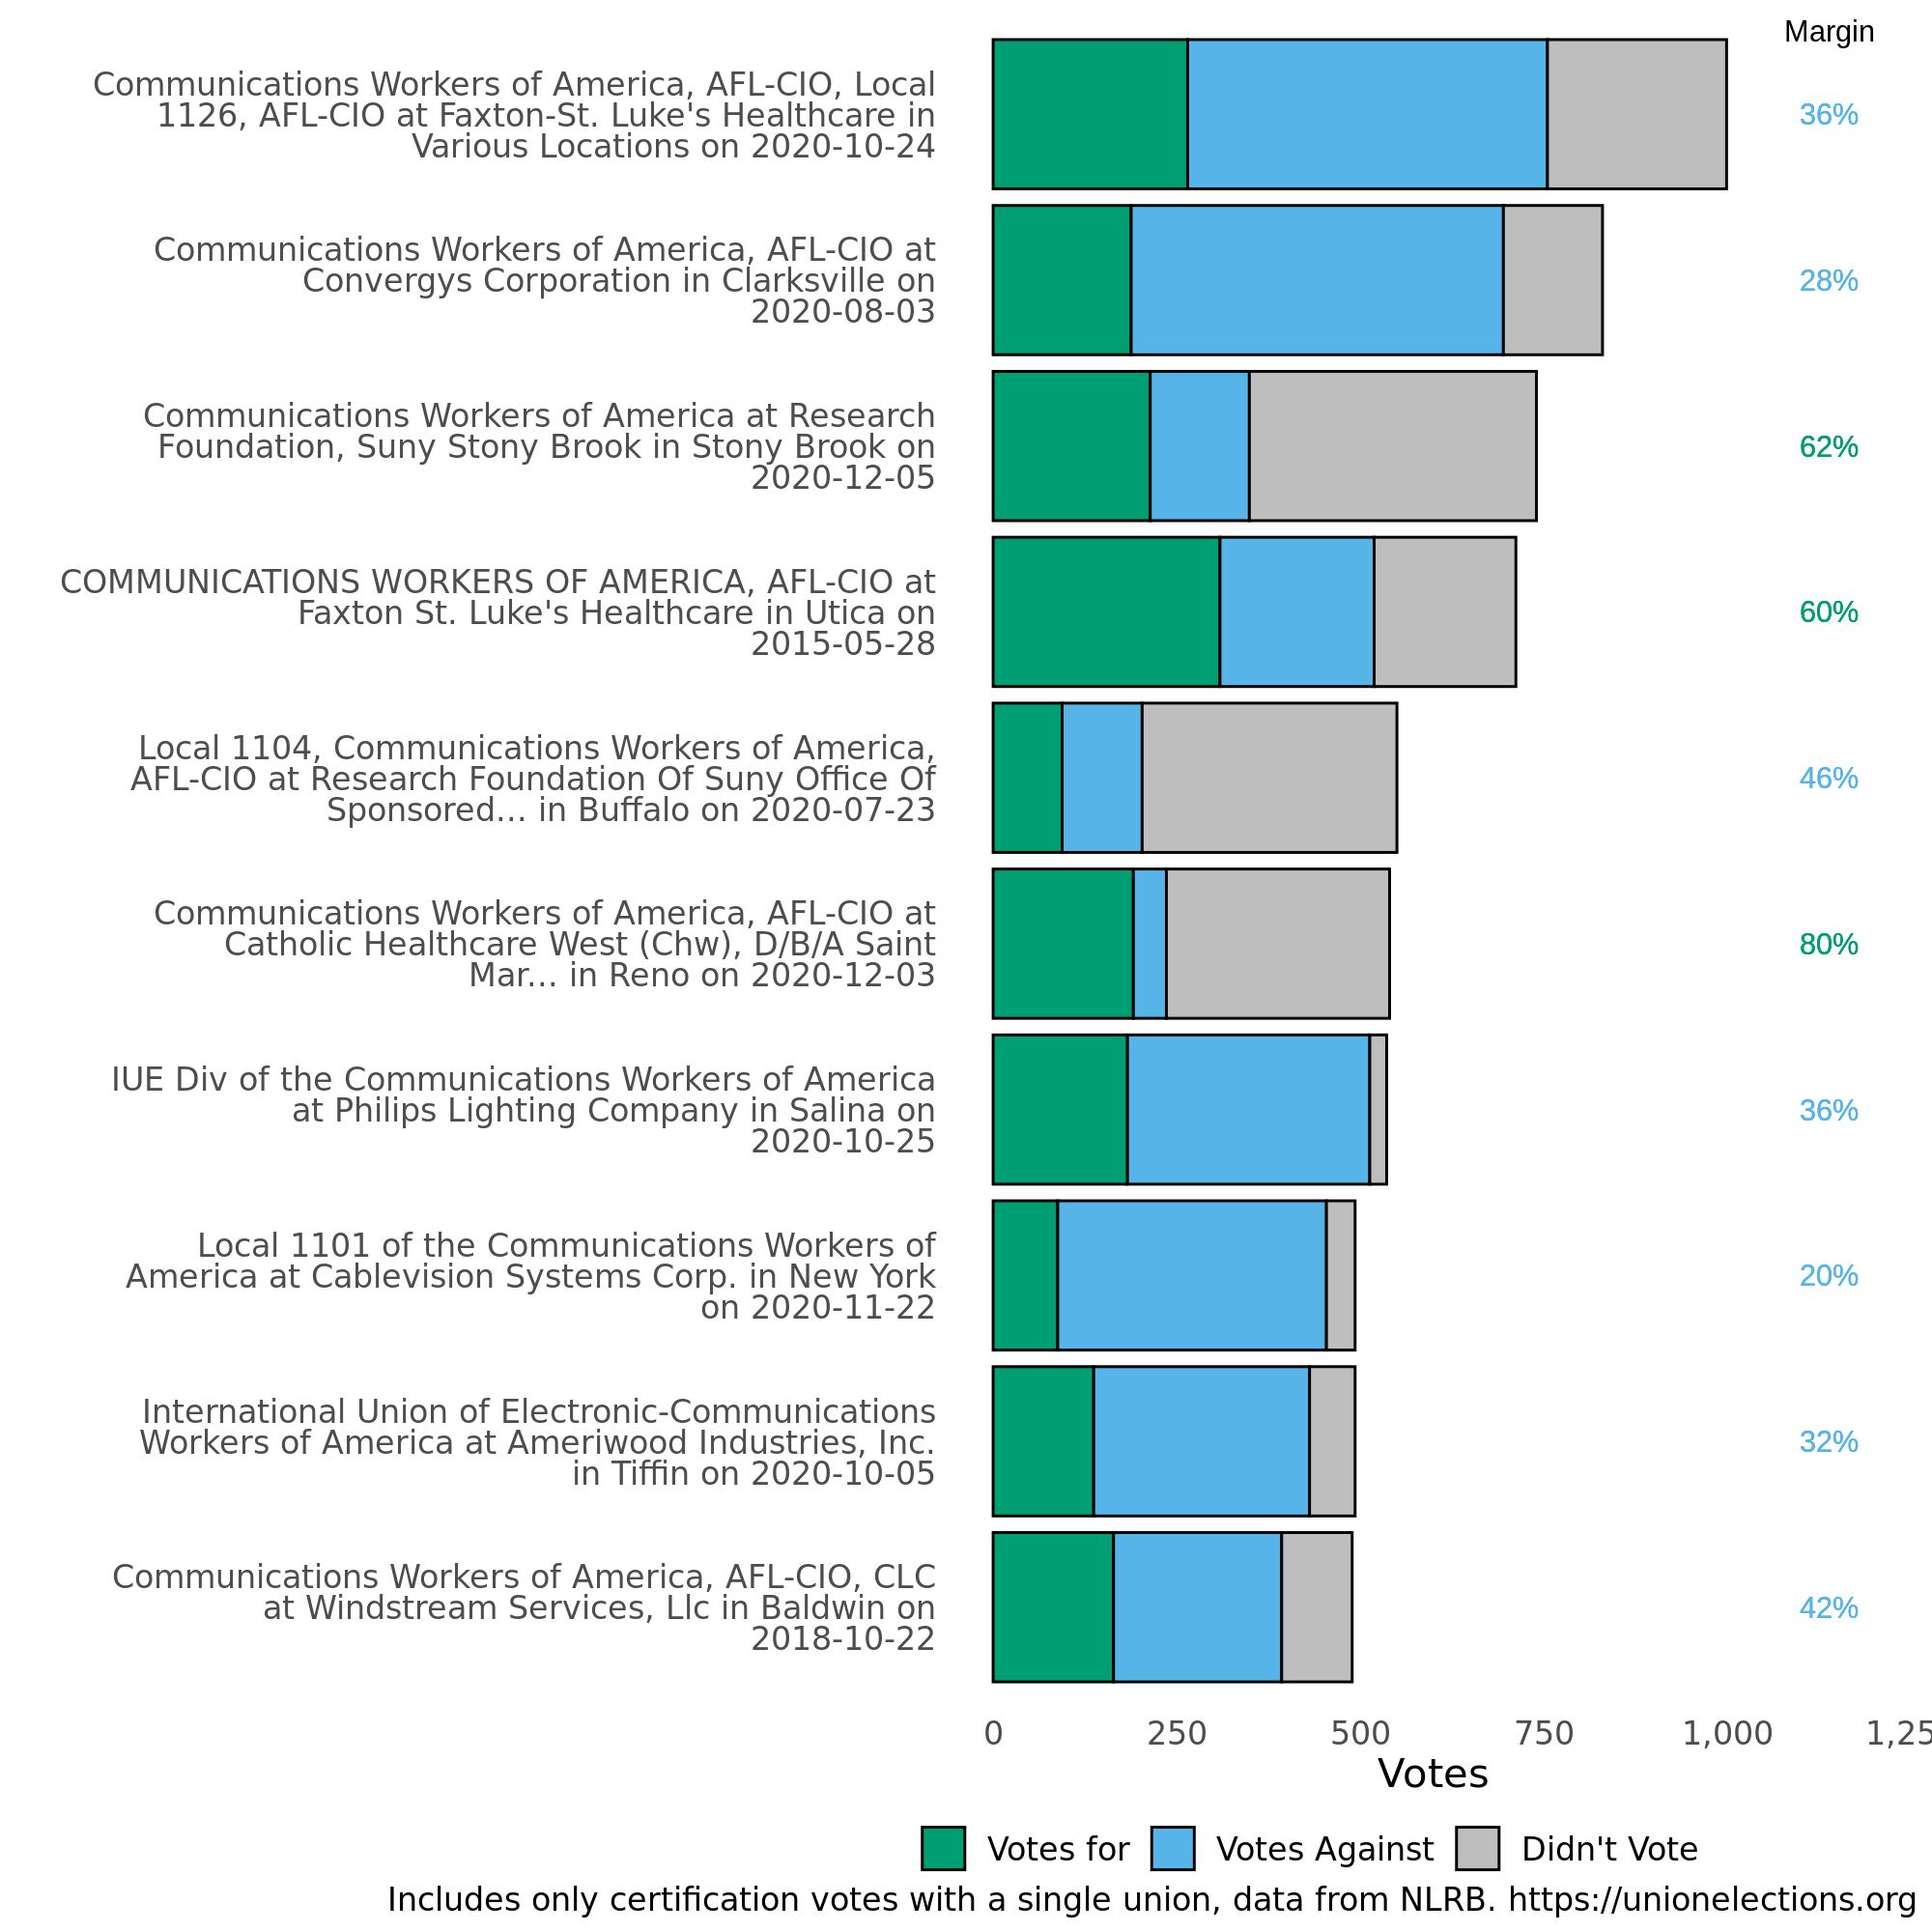 Margin
Communications Workers of America, AFL-CIO, Local
1126, AFL-CIO at Faxton-St. Luke's Healthcare in
Various Locations on 2020-10-24
36%
Communications Workers of America, AFL-CIO at
Convergys Corporation in Clarksville on
2020-08-03
28%
Communications Workers of America at Research
Foundation, Suny Stony Brook in Stony Brook on
2020-12-05
62%
COMMUNICATIONS WORKERS OF AMERICA, AFL-CIO at
Faxton St. Luke's Healthcare in Utica on
2015-05-28
60%
Local 1104, Communications Workers of America,
AFL-CIO at Research Foundation Of Suny Office Of
Sponsored... in Buffalo on 2020-07-23
46%
Communications Workers of America, AFL-CIO at
Catholic Healthcare West (Chw), D/B/A Saint
Mar... in Reno on 2020-12-03
80%
IUE Div of the Communications Workers of America
at Philips Lighting Company in Salina on
2020-10-25
36%
Local 1101 of the Communications Workers of
America at Cablevision Systems Corp. in New York
on 2020-11-22
20%
International Union of Electronic-Communications
Workers of America at Ameriwood Industries, Inc.
in Tiffin on 2020-10-05
32%
Communications Workers of America, AFL-CIO, CLC
at Windstream Services, Llc in Baldwin on
2018-10-22
42%
0 250 500 750 1,000 1,25
Votes
Votes for Votes Against Didn't Vote
Includes only certification votes with a single union, data from NLRB. https://unionelections.org